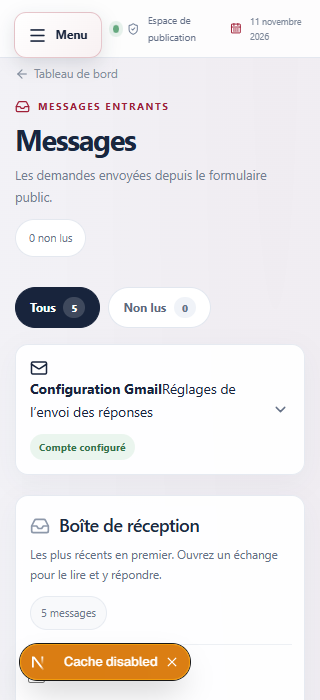 Menu
Espace de
publication
11 novembre
2026
Tableau de bord
MESSAGES ENTRANTS
Messages
Les demandes envoyées depuis le formulaire
public.
0 non lus
Tous 5
Non lus 0
Configuration GmailRéglages de
l'envoi des réponses
Compte configuré
Boîte de réception
Les plus récents en premier. Ouvrez un échange
pour le lire et y répondre.
5 messages
N Cache disabled